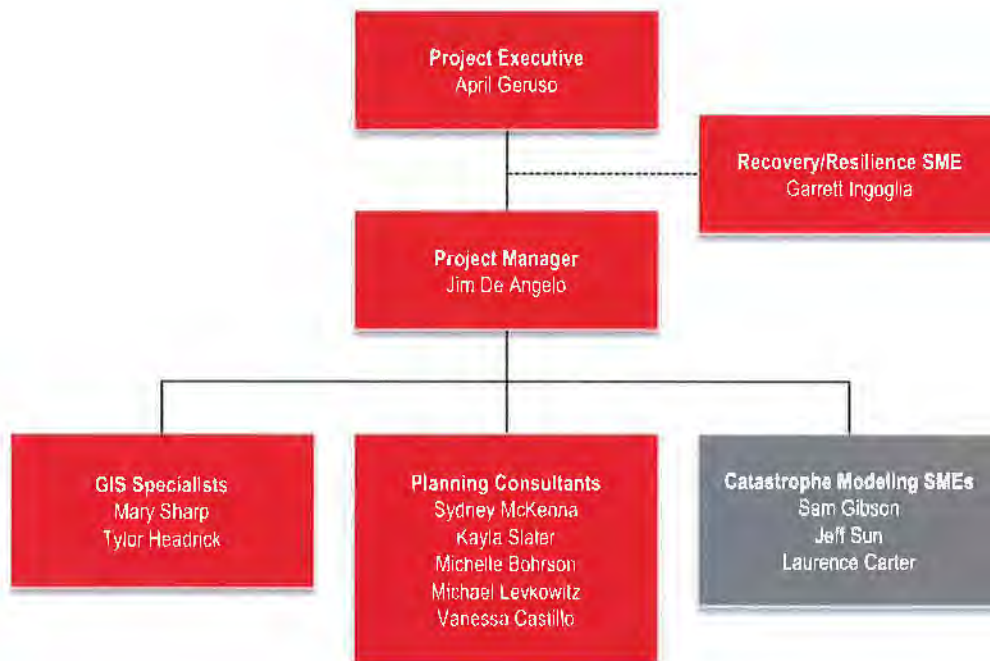 Project Executive
April Geruso
Recovery/Resilience SME
Garrett Ingoglia
Project Manager
Jim De Angelo
GIS Specialists
Mary Sharp
Tylor Headrick
Planning Consultants
Sydney McKenna
Kayla Slater
Michelle Bohrson
Michael Levkowitz
Vanessa Castillo
Catastrophe Modeling SMEs
Sam Gibson
Jeff Sun
Laurence Carter